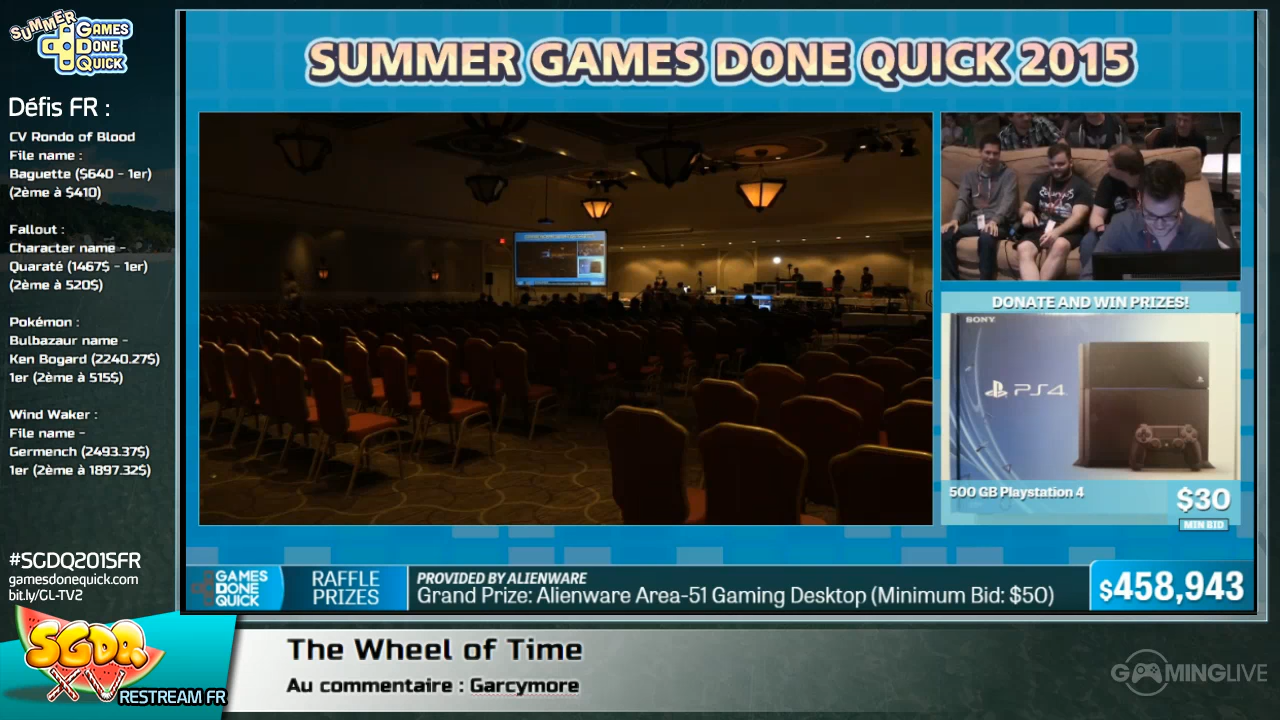 SUMMER
GAMES
DONE
QUICK
Défis FR :
CV Rondo of Blood
File name :
Baguette ($640 - 1er)
(2ème à $410)
Fallout :
Character name -
Quaraté (1467$ - 1er)
(2ème à 520$)
Pokémon :
Bulbazaur name -
Ken Bogard (2240.27$)
1er (2ème à 515$)
Wind Waker :
File name -
Germench (2493.37$)
1er (2ème à 1897.32$)
#SGDQ2015FR
gamesdonequick.com
bit.ly/GL-TV2
SGDQ
XV
RESTREAM FR
SUMMER GAMES DONE QUICK 2015
DONATE AND WIN PRIZES!
SONY
PS4
500 GB Playstation 4
$30
MIN BID
GAMES
DONE
QUICK
RAFFLE
PRIZES
PROVIDED BY ALIENWARE
Grand Prize: Alienware Area-51 Gaming Desktop (Minimum Bid: $50)
$458,943
The Wheel of Time
Au commentaire : Garcymore
GAMINGLIVE